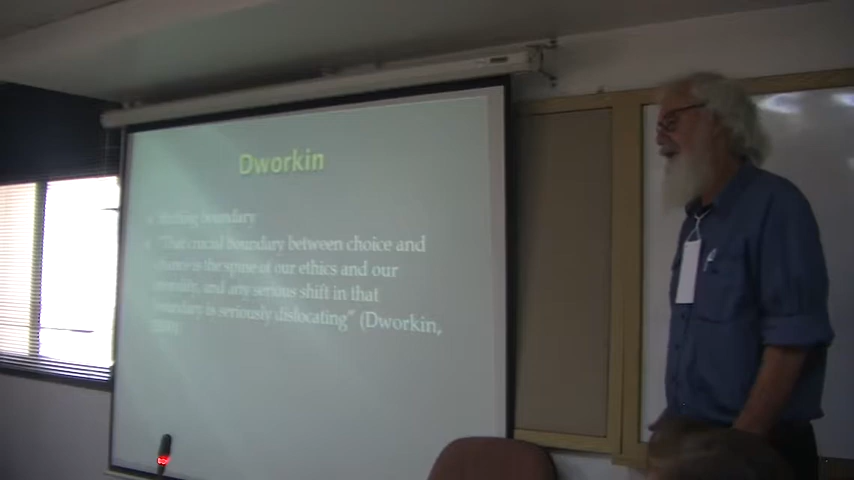 Dworkin
Shifting boundary
"That crucial boundary between choice and
chance is the spine of our ethics and our
morality, and any serious shift in that
boundary is seriously dislocating" (Dworkin,